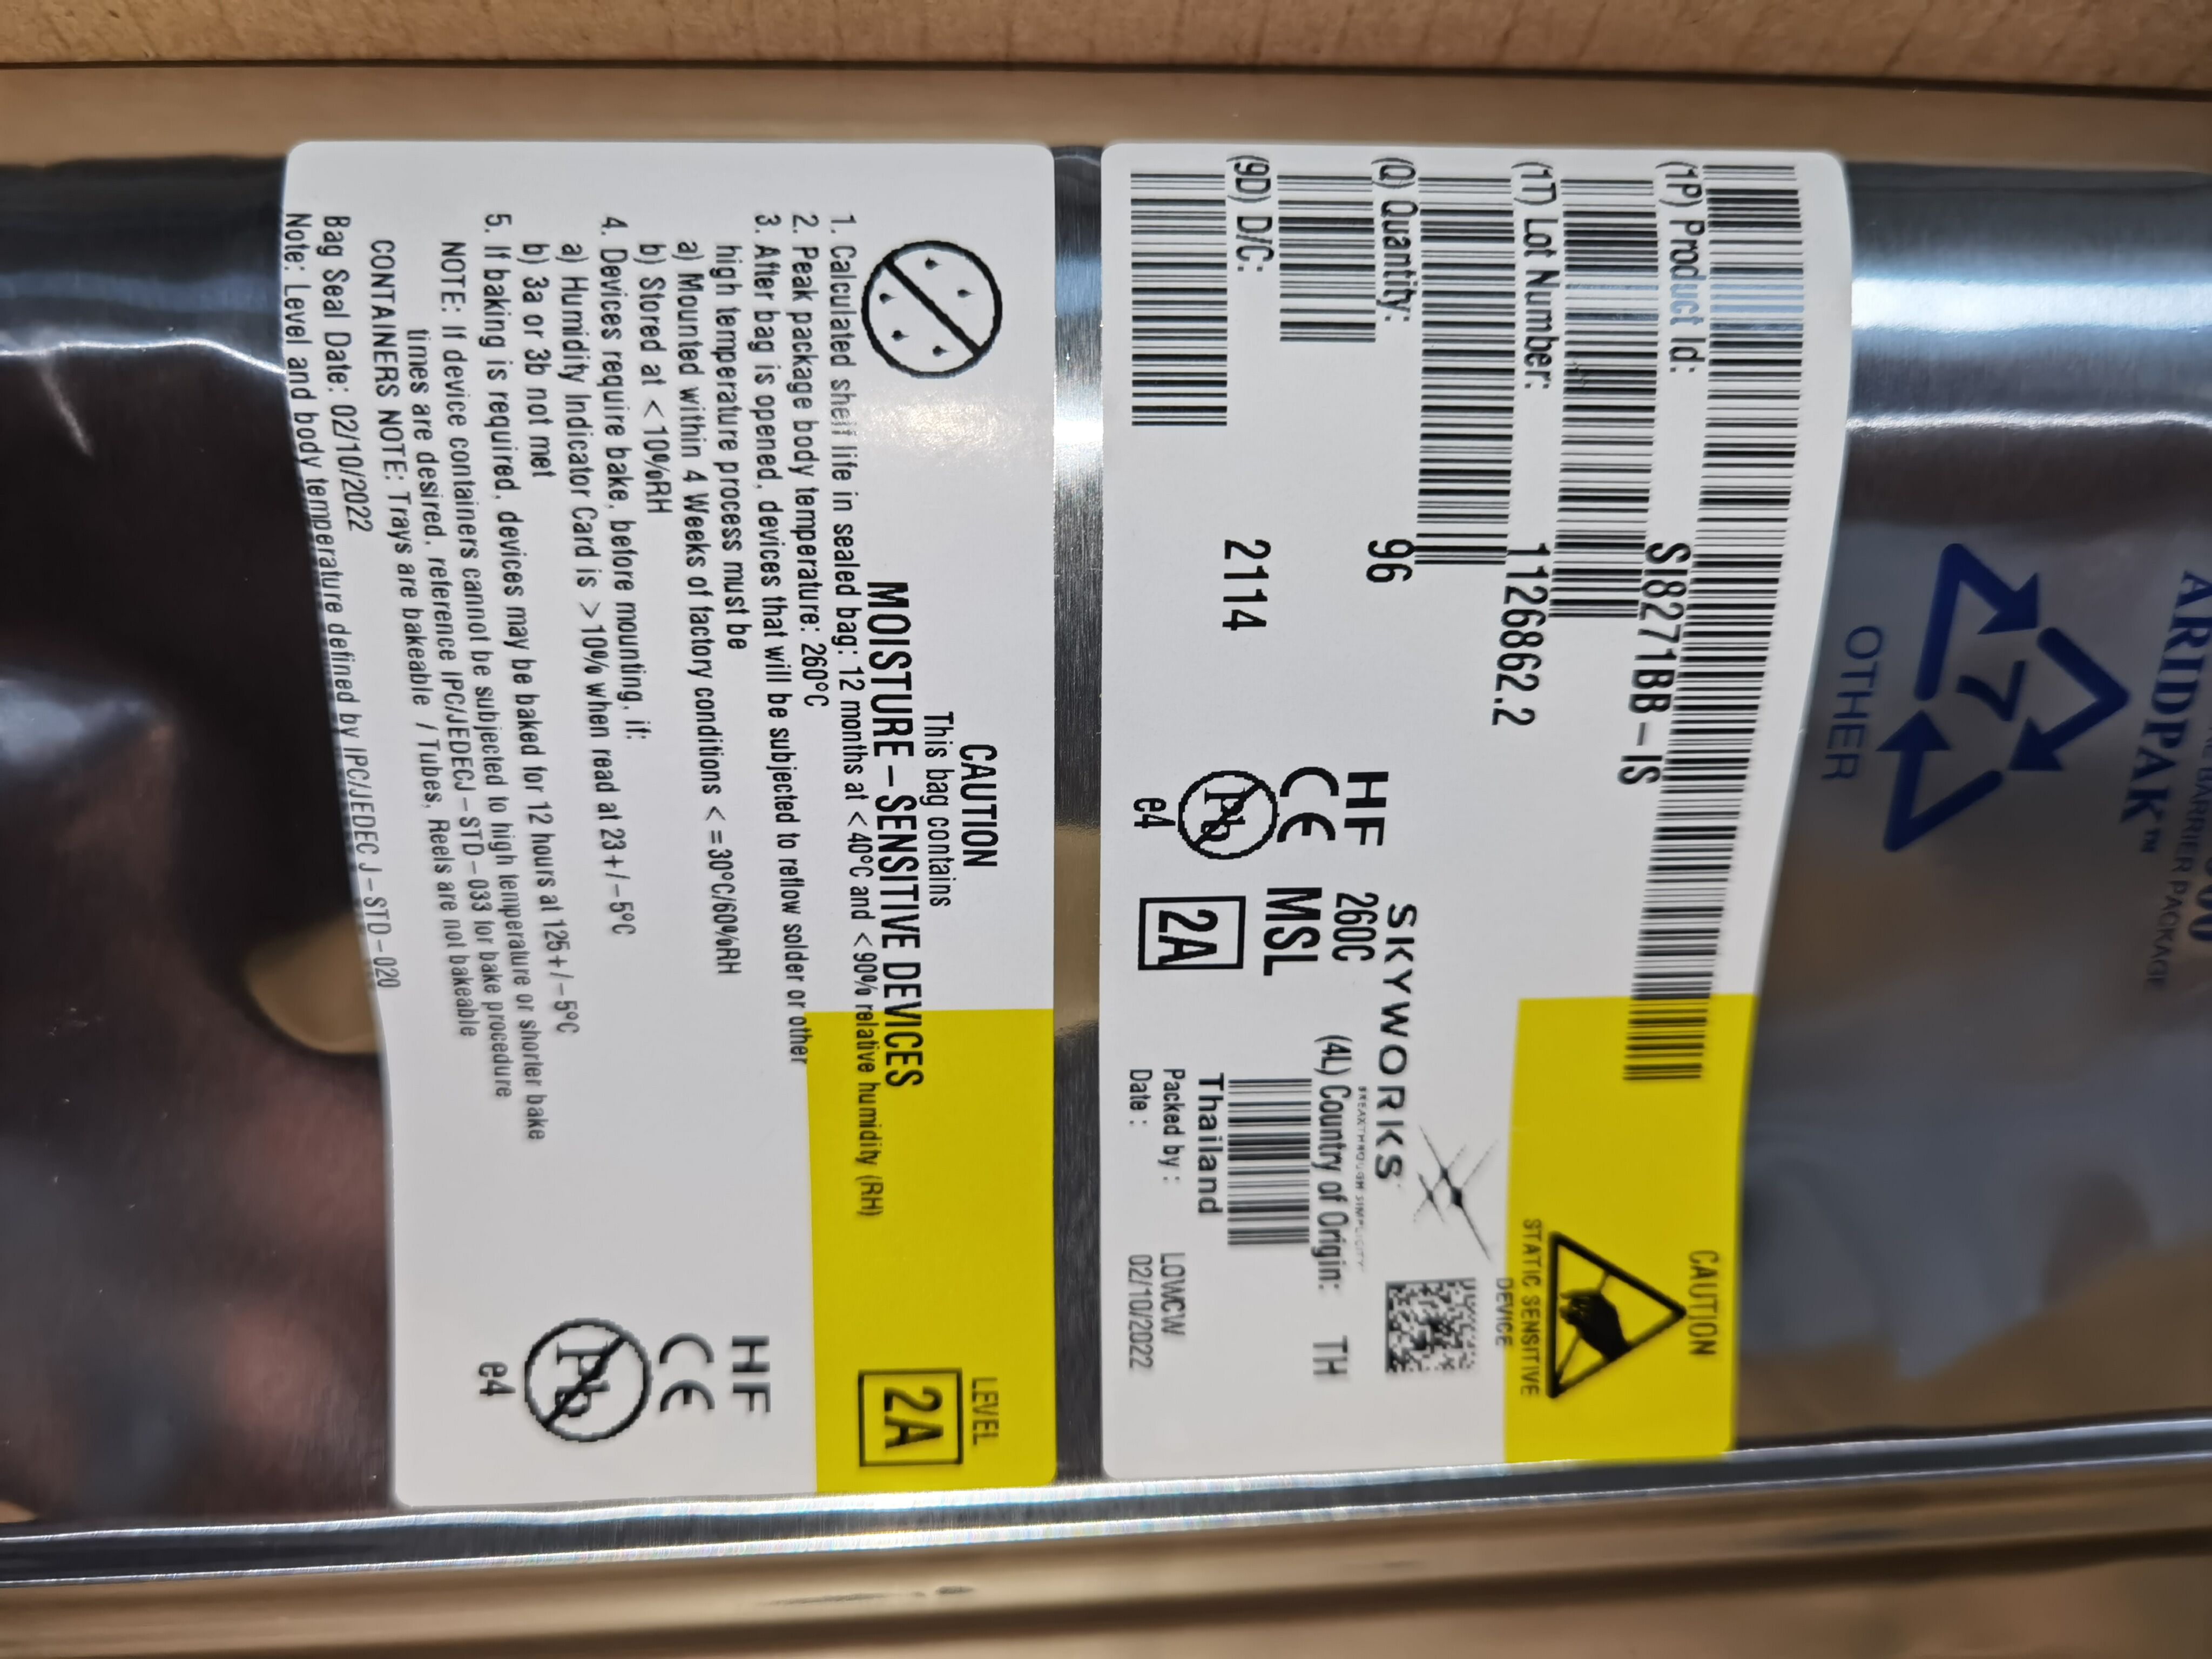 ARIDPAK™
BARRIER PACKAGE
7
OTHER
CAUTION
STATIC SENSITIVE
DEVICE
(1P) Product Id:
SI8271BB-IS
(1T) Lot Number:
1126862.2
(Q) Quantity:
96
(9D) D/C:
2114
HF
260C
CE
MSL
Pb
2A
e4
SKYWORKS
BREAKTHROUGH SIMPLICITY
(4L) Country of Origin: TH
Thailand
Packed by : LOWCW
Date : 02/10/2022
CAUTION
This bag contains
MOISTURE-SENSITIVE DEVICES
LEVEL
2A
1. Calculated shelf life in sealed bag: 12 months at <40°C and <90% relative humidity (RH)
2. Peak package body temperature: 260°C
3. After bag is opened, devices that will be subjected to reflow solder or other
high temperature process must be
a) Mounted within 4 Weeks of factory conditions <=30°C/60%RH
b) Stored at <10%RH
4. Devices require bake, before mounting, if:
a) Humidity Indicator Card is >10% when read at 23+/-5°C
b) 3a or 3b not met
5. If baking is required, devices may be baked for 12 hours at 125+/-5°C
NOTE: If device containers cannot be subjected to high temperature or shorter bake
times are desired, reference IPC/JEDECJ-STD-033 for bake procedure
CONTAINERS NOTE: Trays are bakeable / Tubes, Reels are not bakeable
Bag Seal Date: 02/10/2022
Note: Level and body temperature defined by IPC/JEDEC J-STD-020
HF
CE
Pb
e4